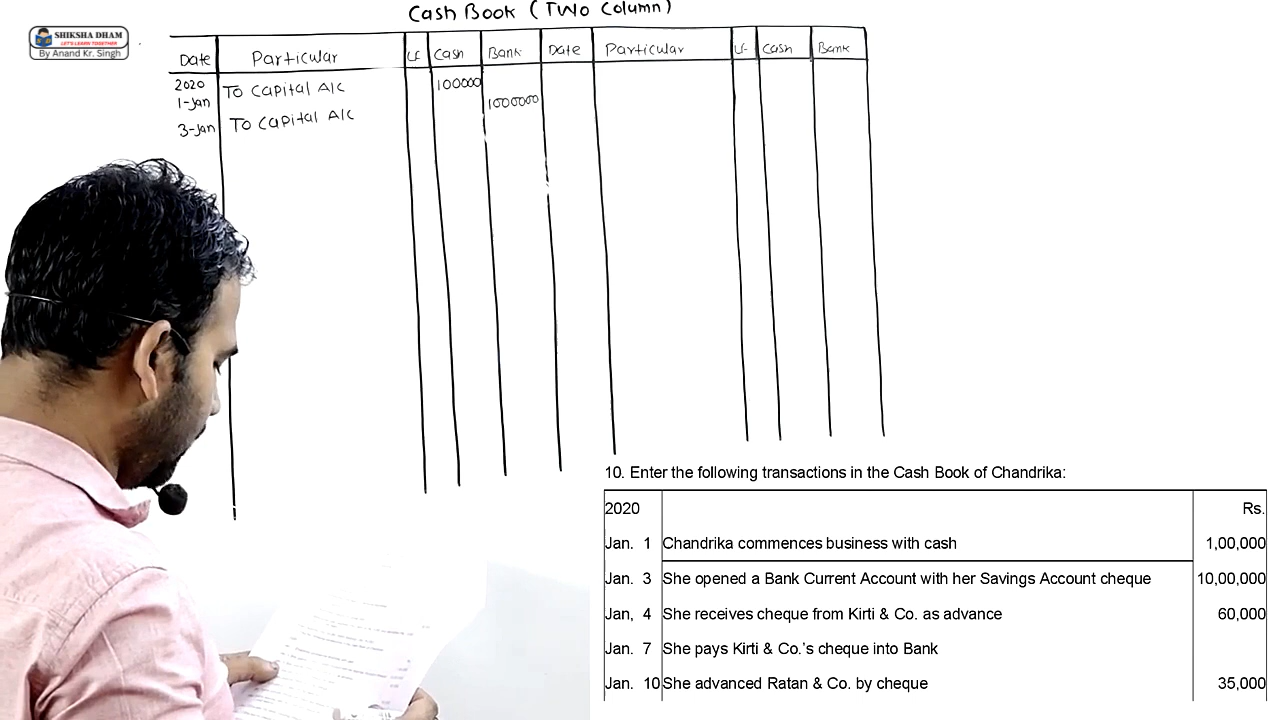 SHIKSHA DHAM
LET'S LEARN TOGETHER
By Anand Kr. Singh
Cash Book (Two Column)
Date Particular LF Cash Bank Date Particular LF Cash Bank
2020 To Capital A/C 100000
1-Jan 1000000
3-Jan To Capital A/C
10. Enter the following transactions in the Cash Book of Chandrika:
2020 Rs.
Jan. 1 Chandrika commences business with cash 1,00,000
Jan. 3 She opened a Bank Current Account with her Savings Account cheque 10,00,000
Jan, 4 She receives cheque from Kirti & Co. as advance 60,000
Jan. 7 She pays Kirti & Co.'s cheque into Bank
Jan. 10 She advanced Ratan & Co. by cheque 35,000